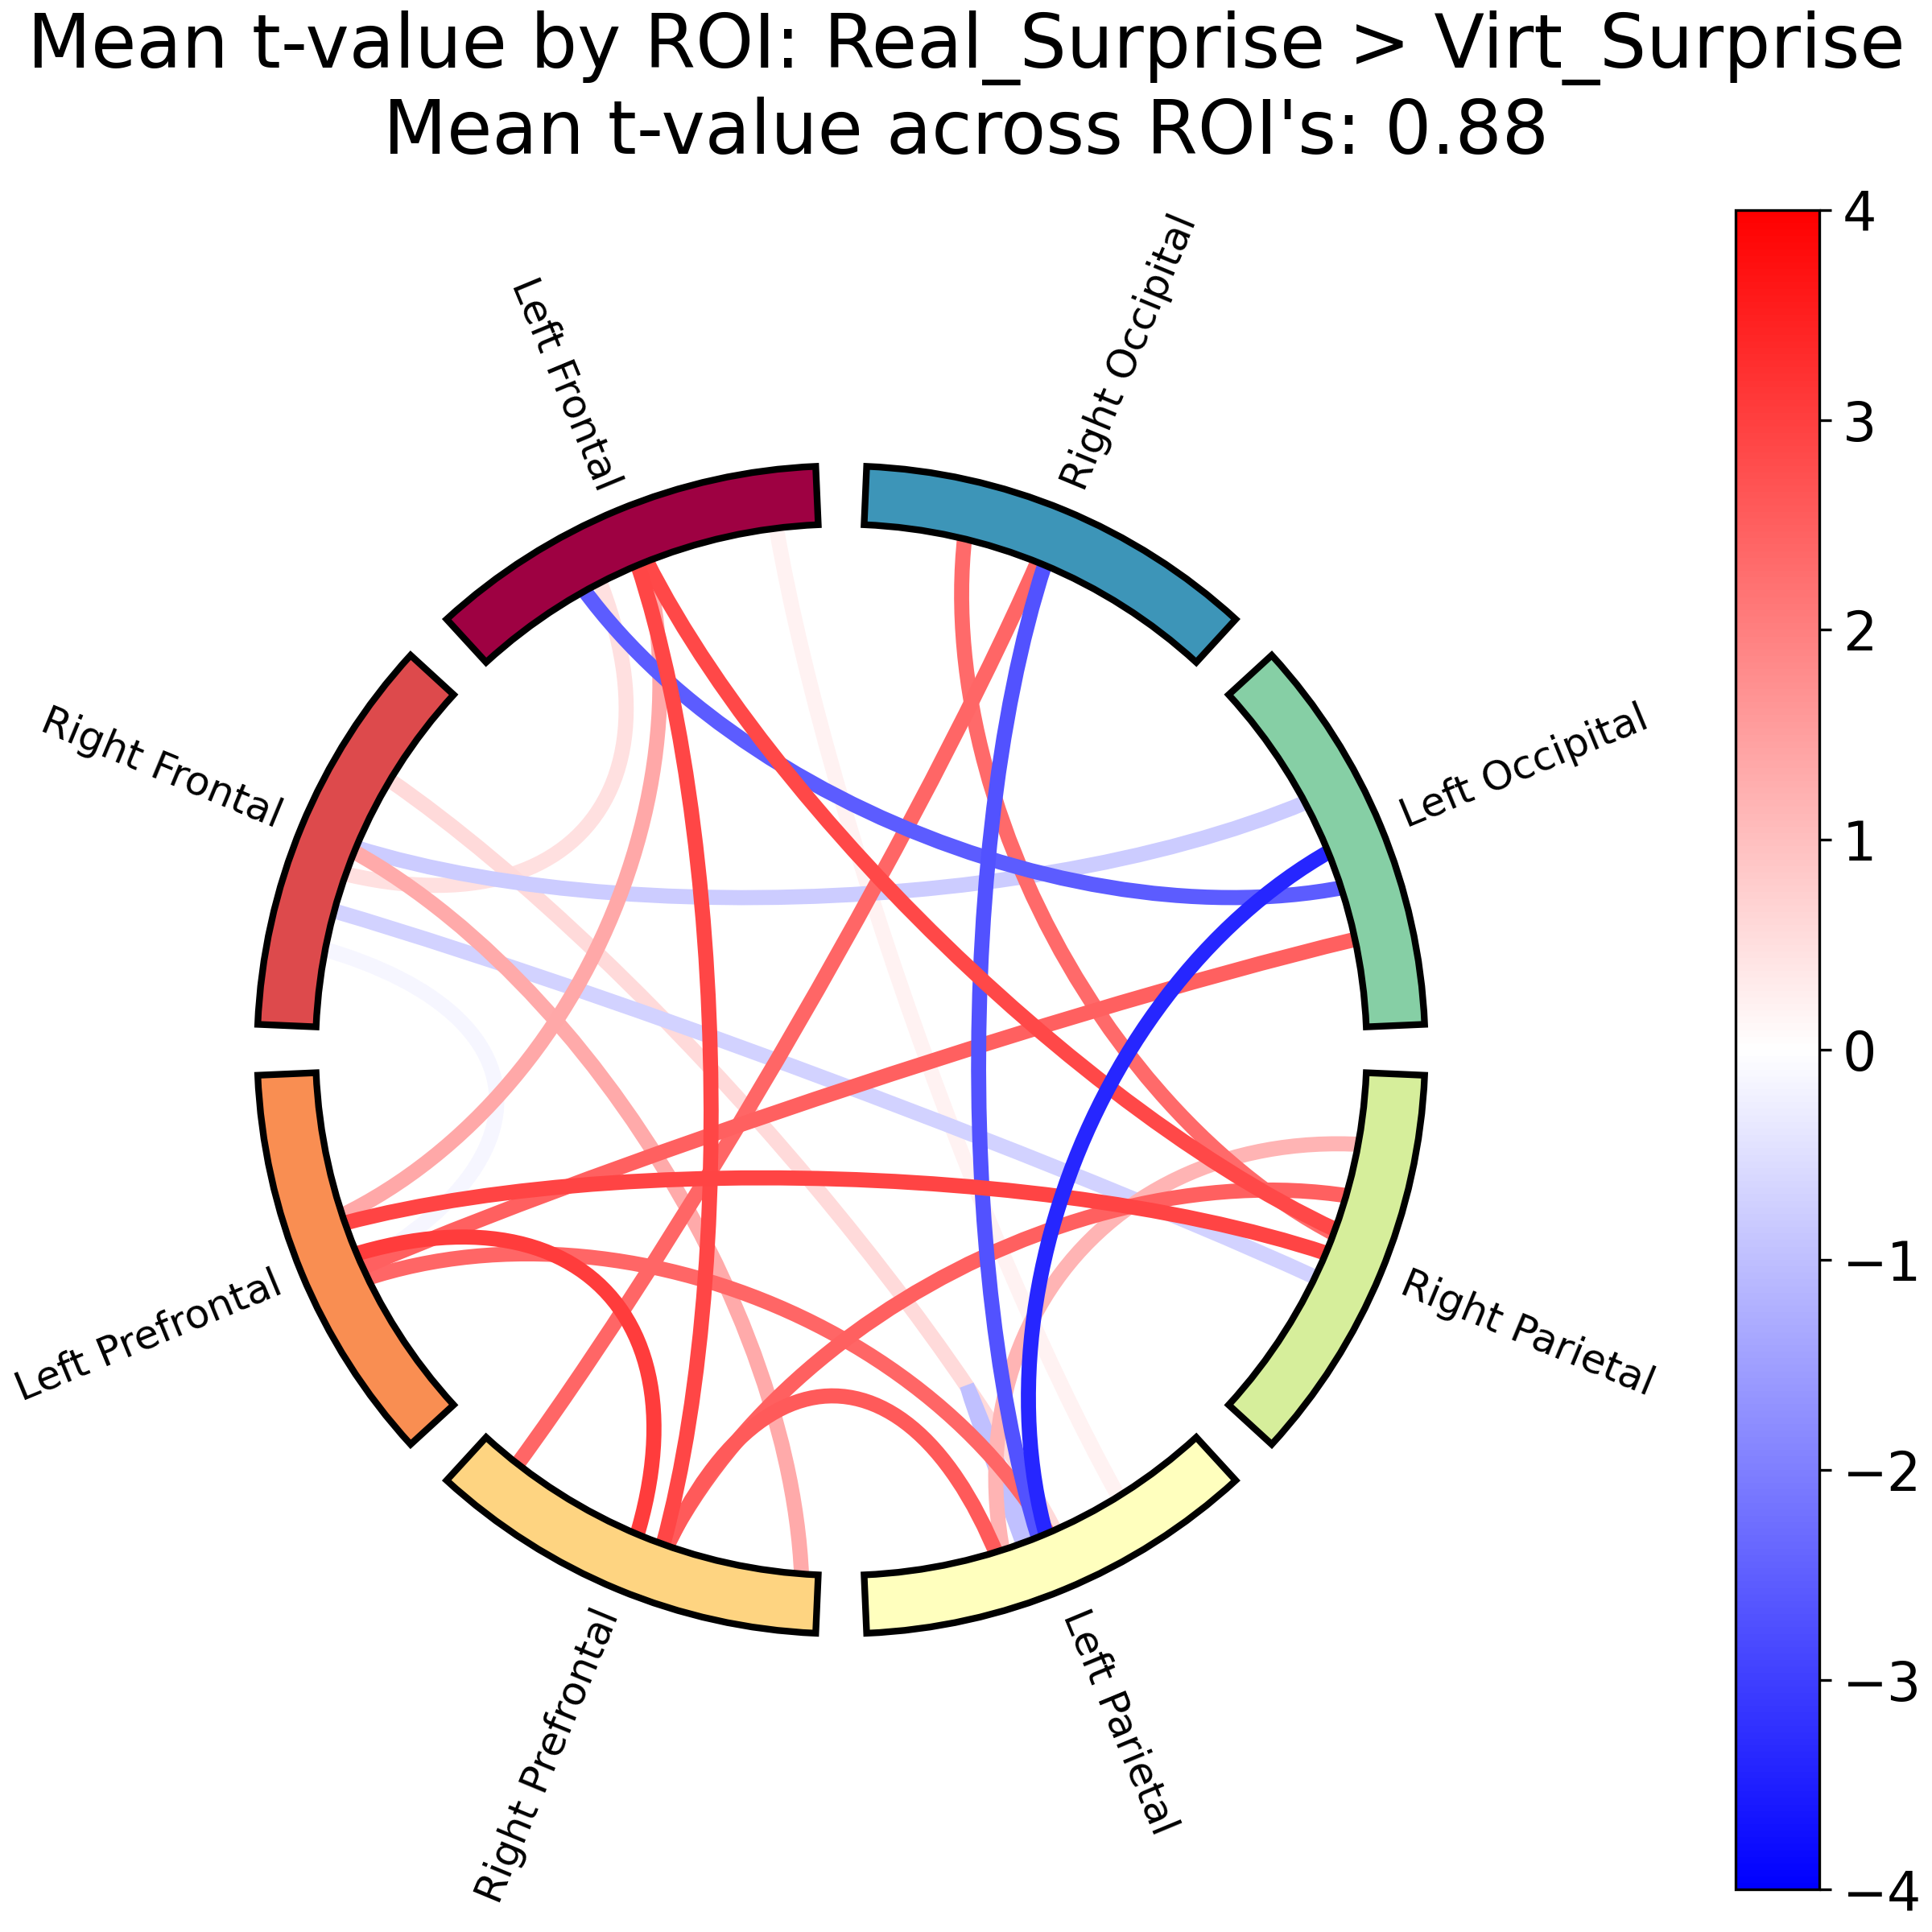 Mean t-value by ROI: Real_Surprise > Virt_Surprise
Mean t-value across ROI's: 0.88
Left Frontal
Right Occipital
Right Frontal
Left Occipital
Left Prefrontal
Right Parietal
Right Prefrontal
Left Parietal
4
3
2
1
0
−1
−2
−3
−4